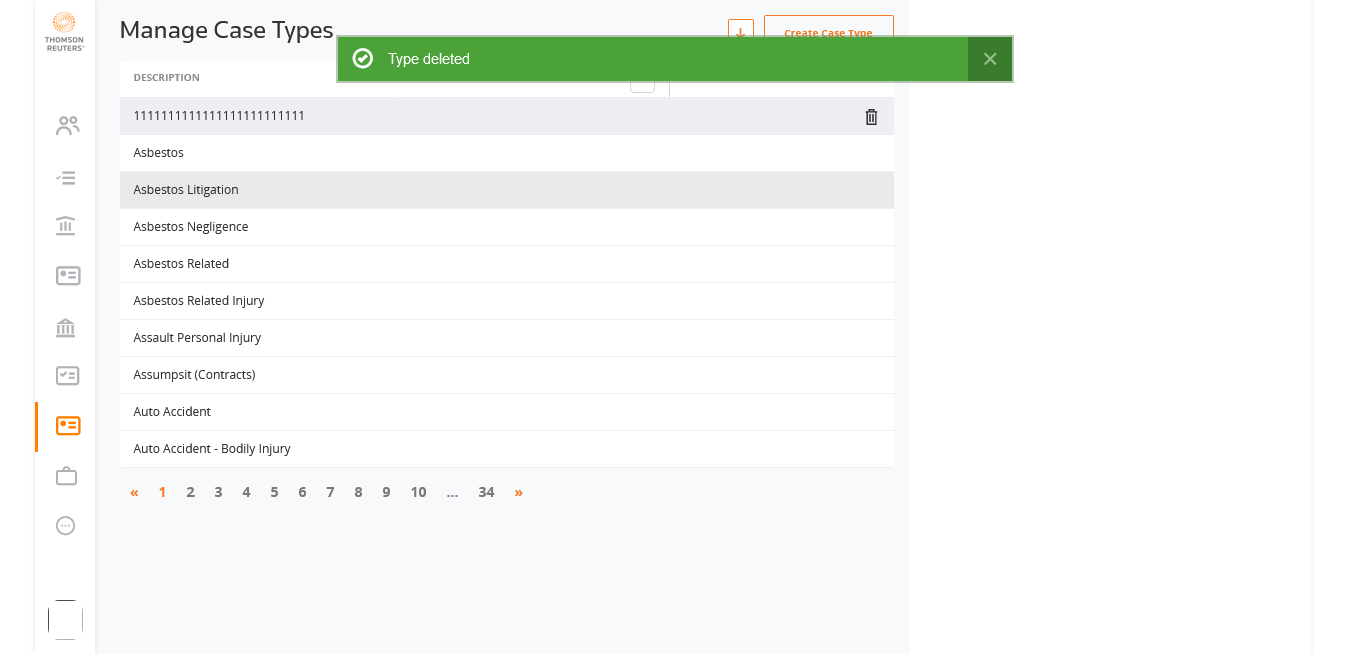 THOMSON
REUTERS
Manage Case Types
Create Case Type
Type deleted
DESCRIPTION
Asbestos
Asbestos Litigation
Asbestos Negligence
Asbestos Related
Asbestos Related Injury
Assault Personal Injury
Assumpsit (Contracts)
Auto Accident
Auto Accident - Bodily Injury
« 1 2 3 4 5 6 7 8 9 10 ... 34 »